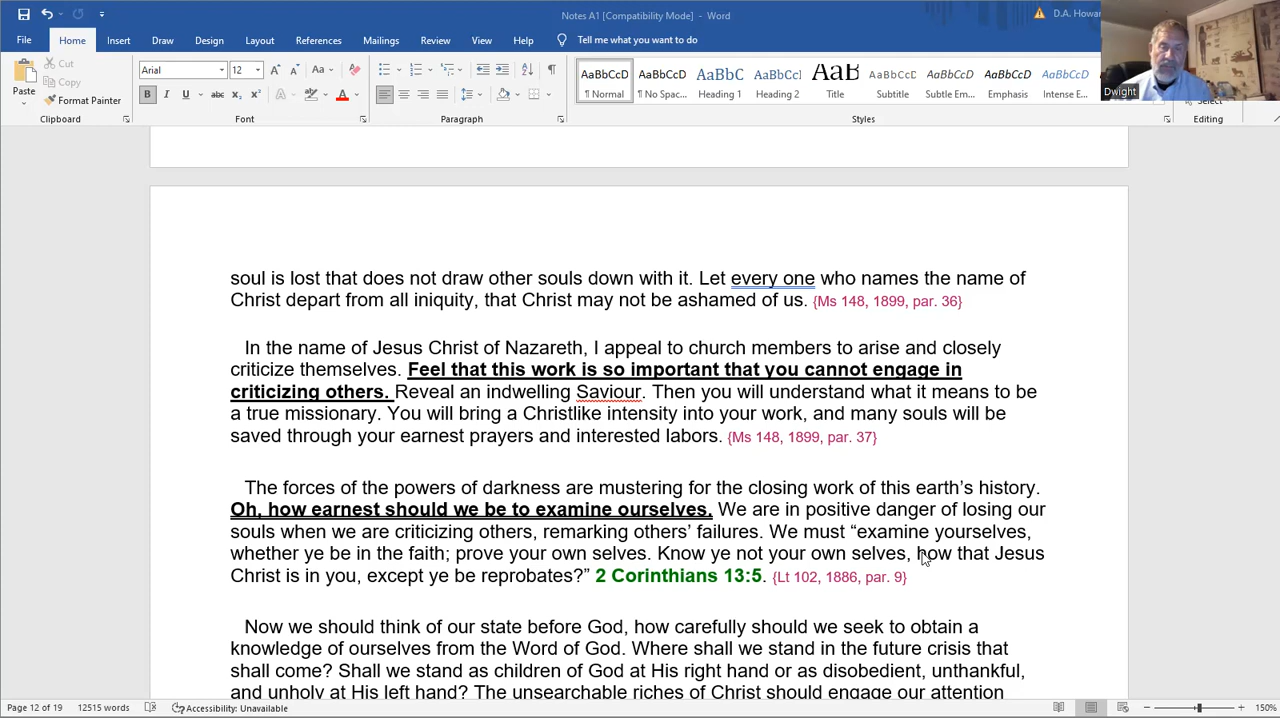 Notes A1 [Compatibility Mode] - Word
D.A. Howar
File Home Insert Draw Design Layout References Mailings Review View Help Tell me what you want to do
Paste
Cut
Copy
Format Painter
Arial 12
AaBbCcD AaBbCcD AaBbC AaBbCcD AaB AaBbCcD AaBbCcD AaBbCcD AaBbCcD
¶ Normal ¶ No Spac... Heading 1 Heading 2 Title Subtitle Subtle Em... Emphasis Intense E...
Select
Clipboard Font Paragraph Styles Editing
Dwight
soul is lost that does not draw other souls down with it. Let every one who names the name of
Christ depart from all iniquity, that Christ may not be ashamed of us. {Ms 148, 1899, par. 36}
In the name of Jesus Christ of Nazareth, I appeal to church members to arise and closely
criticize themselves. Feel that this work is so important that you cannot engage in
criticizing others. Reveal an indwelling Saviour. Then you will understand what it means to be
a true missionary. You will bring a Christlike intensity into your work, and many souls will be
saved through your earnest prayers and interested labors. {Ms 148, 1899, par. 37}
The forces of the powers of darkness are mustering for the closing work of this earth’s history.
Oh, how earnest should we be to examine ourselves. We are in positive danger of losing our
souls when we are criticizing others, remarking others’ failures. We must “examine yourselves,
whether ye be in the faith; prove your own selves. Know ye not your own selves, how that Jesus
Christ is in you, except ye be reprobates?” 2 Corinthians 13:5. {Lt 102, 1886, par. 9}
Now we should think of our state before God, how carefully should we seek to obtain a
knowledge of ourselves from the Word of God. Where shall we stand in the future crisis that
shall come? Shall we stand as children of God at His right hand or as disobedient, unthankful,
and unholy at His left hand? The unsearchable riches of Christ should engage our attention
Page 12 of 19 12515 words Accessibility: Unavailable 150%